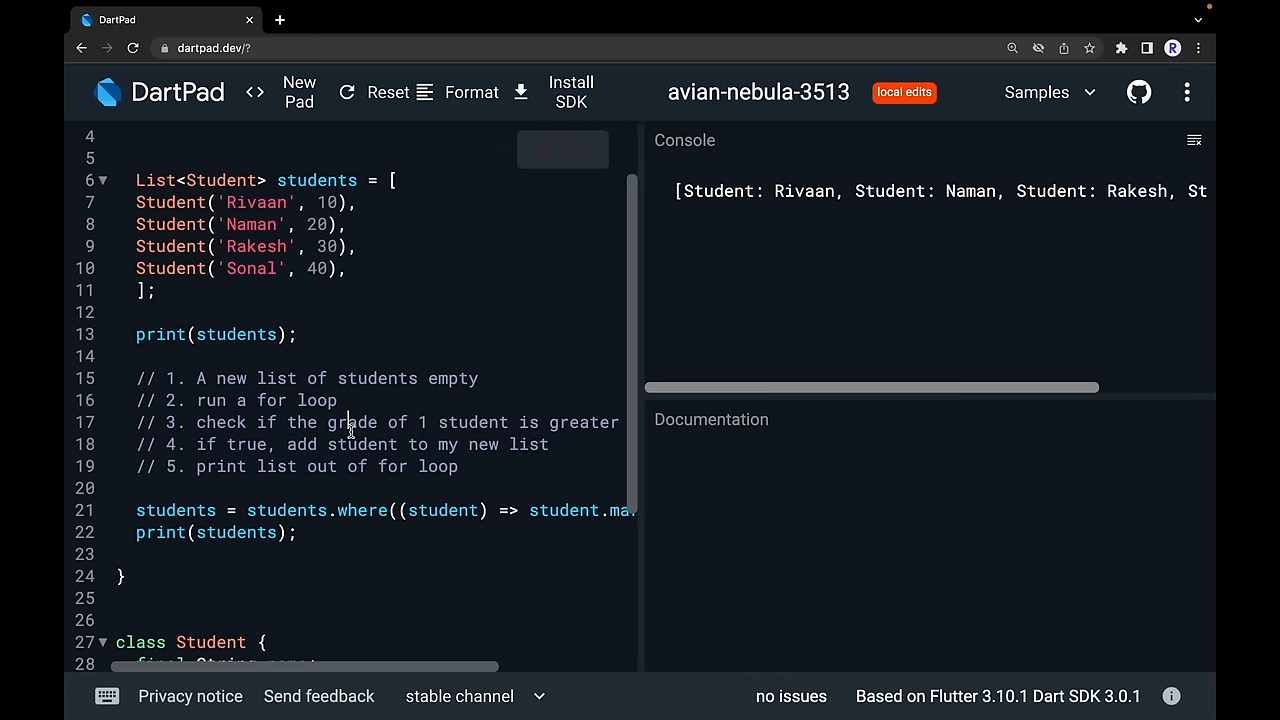 DartPad
dartpad.dev/?
R
DartPad
<> New Pad
Reset
Format
Install SDK
avian-nebula-3513
local edits
Samples
4
5
6 List<Student> students = [
7 Student('Rivaan', 10),
8 Student('Naman', 20),
9 Student('Rakesh', 30),
10 Student('Sonal', 40),
11 ];
12
13 print(students);
14
15 // 1. A new list of students empty
16 // 2. run a for loop
17 // 3. check if the grade of 1 student is greater
18 // 4. if true, add student to my new list
19 // 5. print list out of for loop
20
21 students = students.where((student) => student.mar
22 print(students);
23
24 }
25
26
27 class Student {
28
Console
[Student: Rivaan, Student: Naman, Student: Rakesh, St
Documentation
Privacy notice
Send feedback
stable channel
no issues
Based on Flutter 3.10.1 Dart SDK 3.0.1